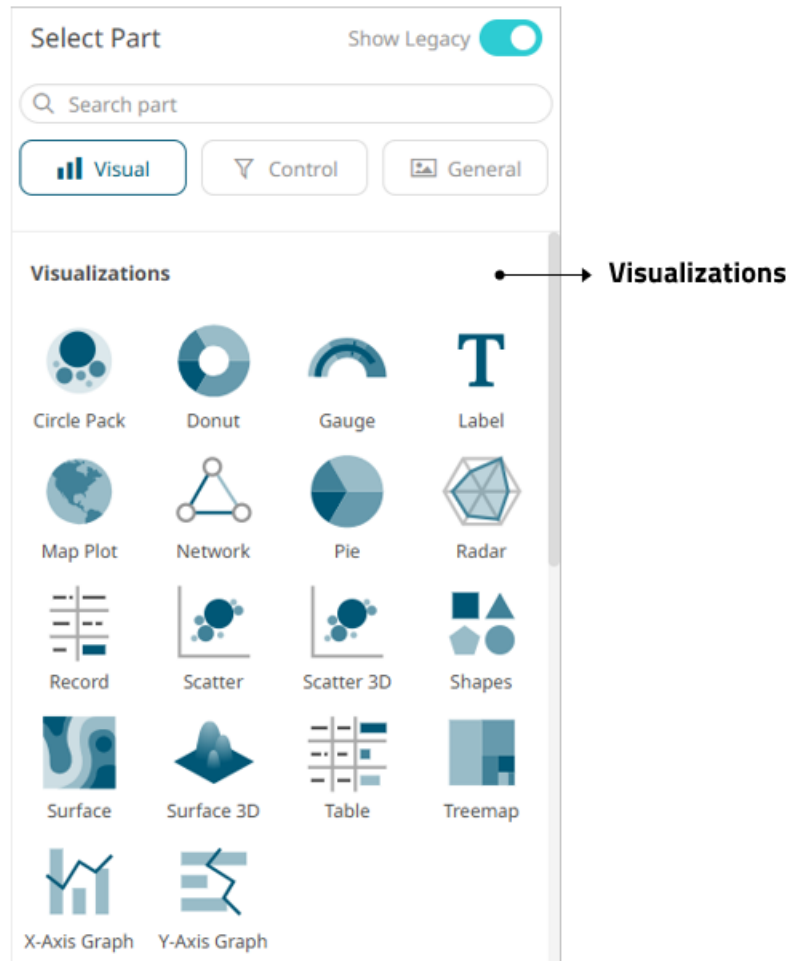 Select Part Show Legacy
Search part
Visual Control General
Visualizations Visualizations
T
Circle Pack Donut Gauge Label
Map Plot Network Pie Radar
Record Scatter Scatter 3D Shapes
Surface Surface 3D Table Treemap
X-Axis Graph Y-Axis Graph